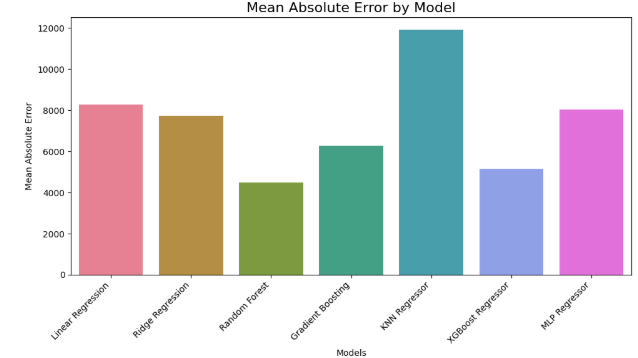 Mean Absolute Error by Model
Mean Absolute Error
12000
10000
8000
6000
4000
2000
0
Linear Regression
Ridge Regression
Random Forest
Gradient Boosting
KNN Regressor
XGBoost Regressor
MLP Regressor
Models